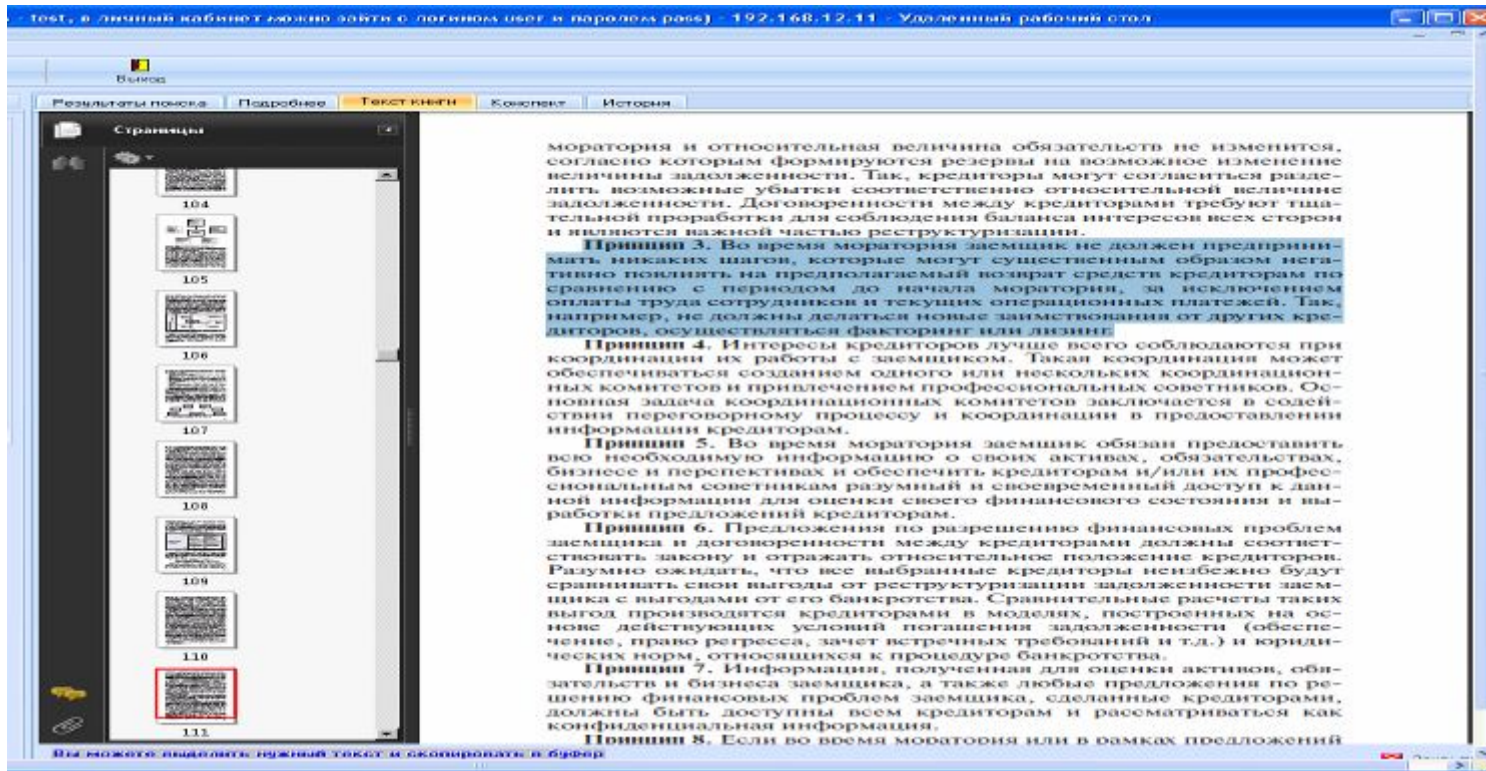 - test, в личный кабинет можно зайти с логином user и паролем pass) - 192.168.12.11 - Удаленный рабочий стол
Выход
Результаты поиска Подробнее Текст книги Конспект История
Страницы
104
105
106
107
108
109
110
111
моратория и относительная величина обязательств не изменится,
согласно которым формируются резервы на возможное изменение
величины задолженности. Так, кредиторы могут согласиться разде-
лить возможные убытки соответственно относительной величине
задолженности. Договоренности между кредиторами требуют тща-
тельной проработки для соблюдения баланса интересов всех сторон
и являются важной частью реструктуризации.
Принцип 3. Во время моратория заемщик не должен предприни-
мать никаких шагов, которые могут существенным образом нега-
тивно повлиять на предполагаемый возврат средств кредиторам по
сравнению с периодом до начала моратория, за исключением
оплаты труда сотрудников и текущих операционных платежей. Так,
например, не должны делаться новые заимствования от других кре-
диторов, осуществляться факторинг или лизинг.
Принцип 4. Интересы кредиторов лучше всего соблюдаются при
координации их работы с заемщиком. Такая координация может
обеспечиваться созданием одного или нескольких координацион-
ных комитетов и привлечением профессиональных советников. Ос-
новная задача координационных комитетов заключается в содей-
ствии переговорному процессу и координации в предоставлении
информации кредиторам.
Принцип 5. Во время моратория заемщик обязан предоставить
всю необходимую информацию о своих активах, обязательствах,
бизнесе и перспективах и обеспечить кредиторам и/или их профес-
сиональным советникам разумный и своевременный доступ к дан-
ной информации для оценки своего финансового состояния и вы-
работки предложений кредиторам.
Принцип 6. Предложения по разрешению финансовых проблем
заемщика и договоренности между кредиторами должны соответ-
ствовать закону и отражать относительное положение кредиторов.
Разумно ожидать, что все выбранные кредиторы неизбежно будут
сравнивать свои выгоды от реструктуризации задолженности заем-
щика с выгодами от его банкротства. Сравнительные расчеты таких
выгод производятся кредиторами в моделях, построенных на ос-
нове действующих условий погашения задолженности (обеспе-
чение, право регресса, зачет встречных требований и т.д.) и юриди-
ческих норм, относящихся к процедуре банкротства.
Принцип 7. Информация, полученная для оценки активов, обя-
зательств и бизнеса заемщика, а также любые предложения по ре-
шению финансовых проблем заемщика, сделанные кредиторами,
должны быть доступны всем кредиторам и рассматриваться как
конфиденциальная информация.
Принцип 8. Если во время моратория или в рамках предложений
Вы можете выделить нужный текст и скопировать в буфер